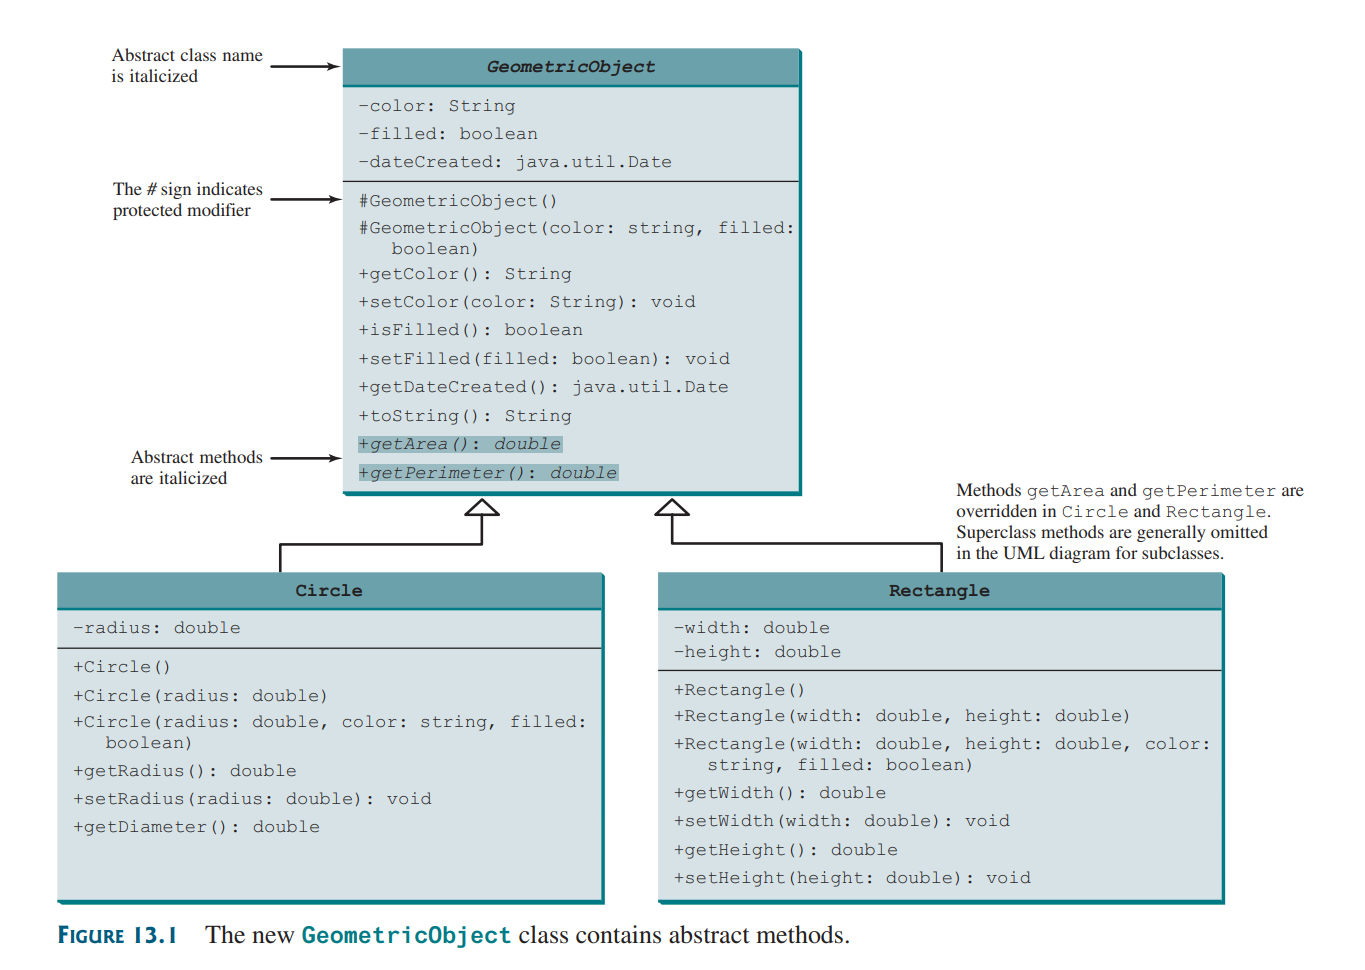 Abstract class name
is italicized
GeometricObject
-color: String
-filled: boolean
-dateCreated: java.util.Date
The # sign indicates
protected modifier
#GeometricObject()
#GeometricObject(color: string, filled:
boolean)
+getColor(): String
+setColor(color: String): void
+isFilled(): boolean
+setFilled(filled: boolean): void
+getDateCreated(): java.util.Date
+toString(): String
Abstract methods
are italicized
+getArea(): double
+getPerimeter(): double
Methods getArea and getPerimeter are
overridden in Circle and Rectangle.
Superclass methods are generally omitted
in the UML diagram for subclasses.
Circle
-radius: double
+Circle()
+Circle(radius: double)
+Circle(radius: double, color: string, filled:
boolean)
+getRadius(): double
+setRadius(radius: double): void
+getDiameter(): double
Rectangle
-width: double
-height: double
+Rectangle()
+Rectangle(width: double, height: double)
+Rectangle(width: double, height: double, color:
string, filled: boolean)
+getWidth(): double
+setWidth(width: double): void
+getHeight(): double
+setHeight(height: double): void
FIGURE 13.1 The new GeometricObject class contains abstract methods.